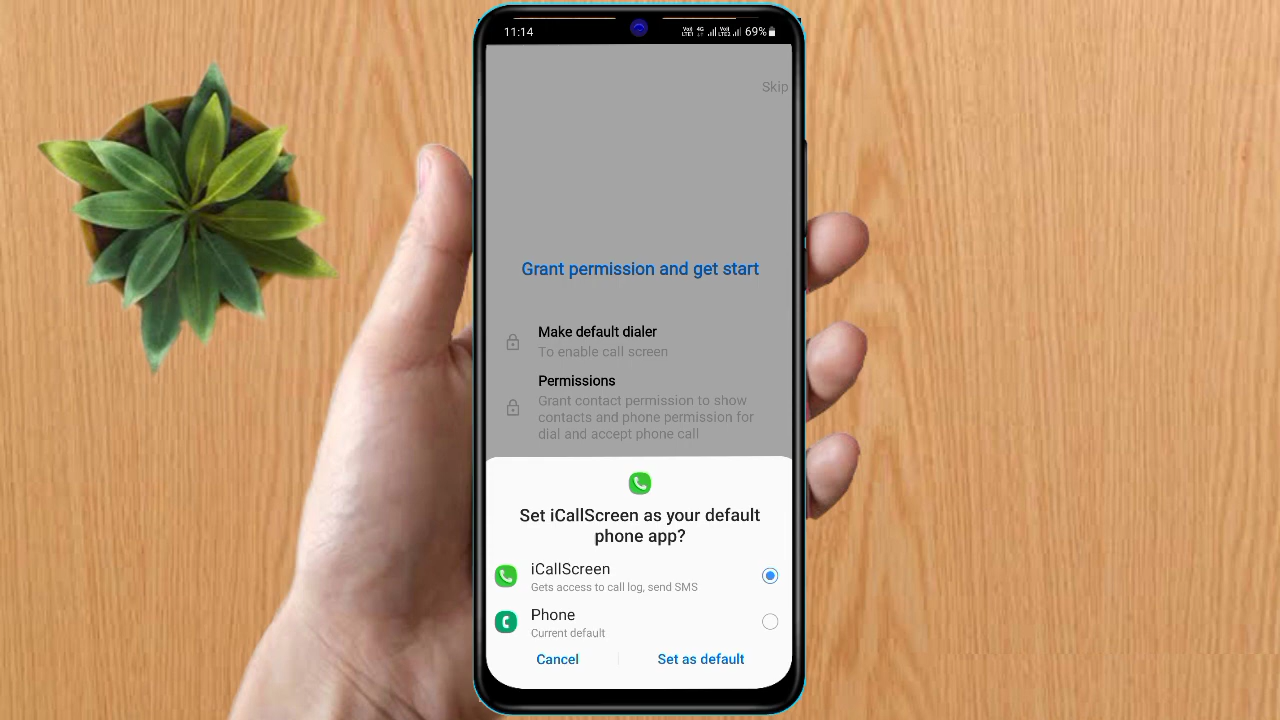 11:14
69%
Skip
Grant permission and get start
Make default dialer
To enable call screen
Permissions
Grant contact permission to show
contacts and phone permission for
dial and accept phone call
Set iCallScreen as your default
phone app?
iCallScreen
Gets access to call log, send SMS
Phone
Current default
Cancel
Set as default